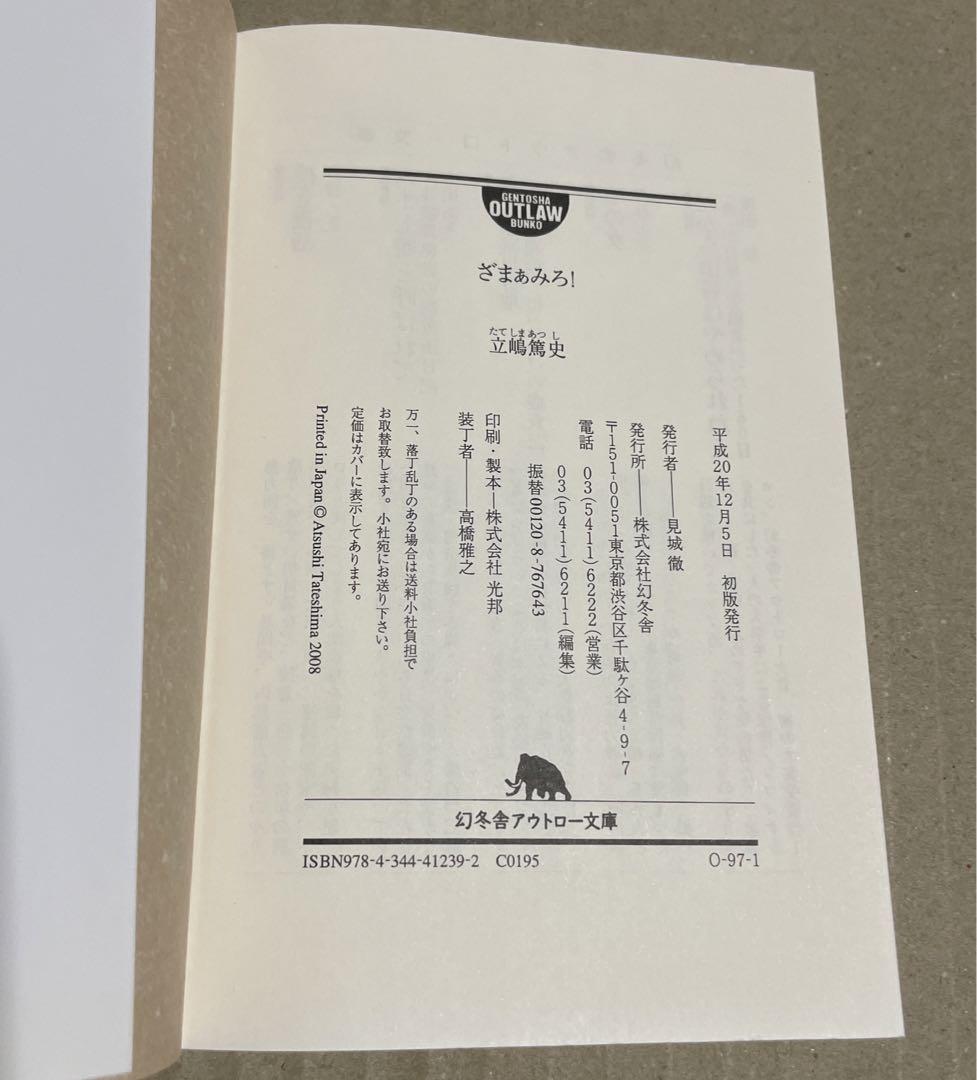 GENTOSHA
OUTLAW
BUNKO
ざまぁみろ!
たてしまあつし
立嶋篤史
平成20年12月5日 初版発行
発行者――見城 徹
発行所――株式会社幻冬舎
〒151-0051東京都渋谷区千駄ヶ谷4-9-7
電話 03(5411)6222(営業)
03(5411)6211(編集)
振替00120-8-767643
印刷・製本―株式会社 光邦
装丁者――高橋雅之
万一、落丁乱丁のある場合は送料小社負担で
お取替致します。小社宛にお送り下さい。
定価はカバーに表示してあります。
Printed in Japan © Atsushi Tateshima 2008
幻冬舎アウトロー文庫
ISBN978-4-344-41239-2 C0195
O-97-1